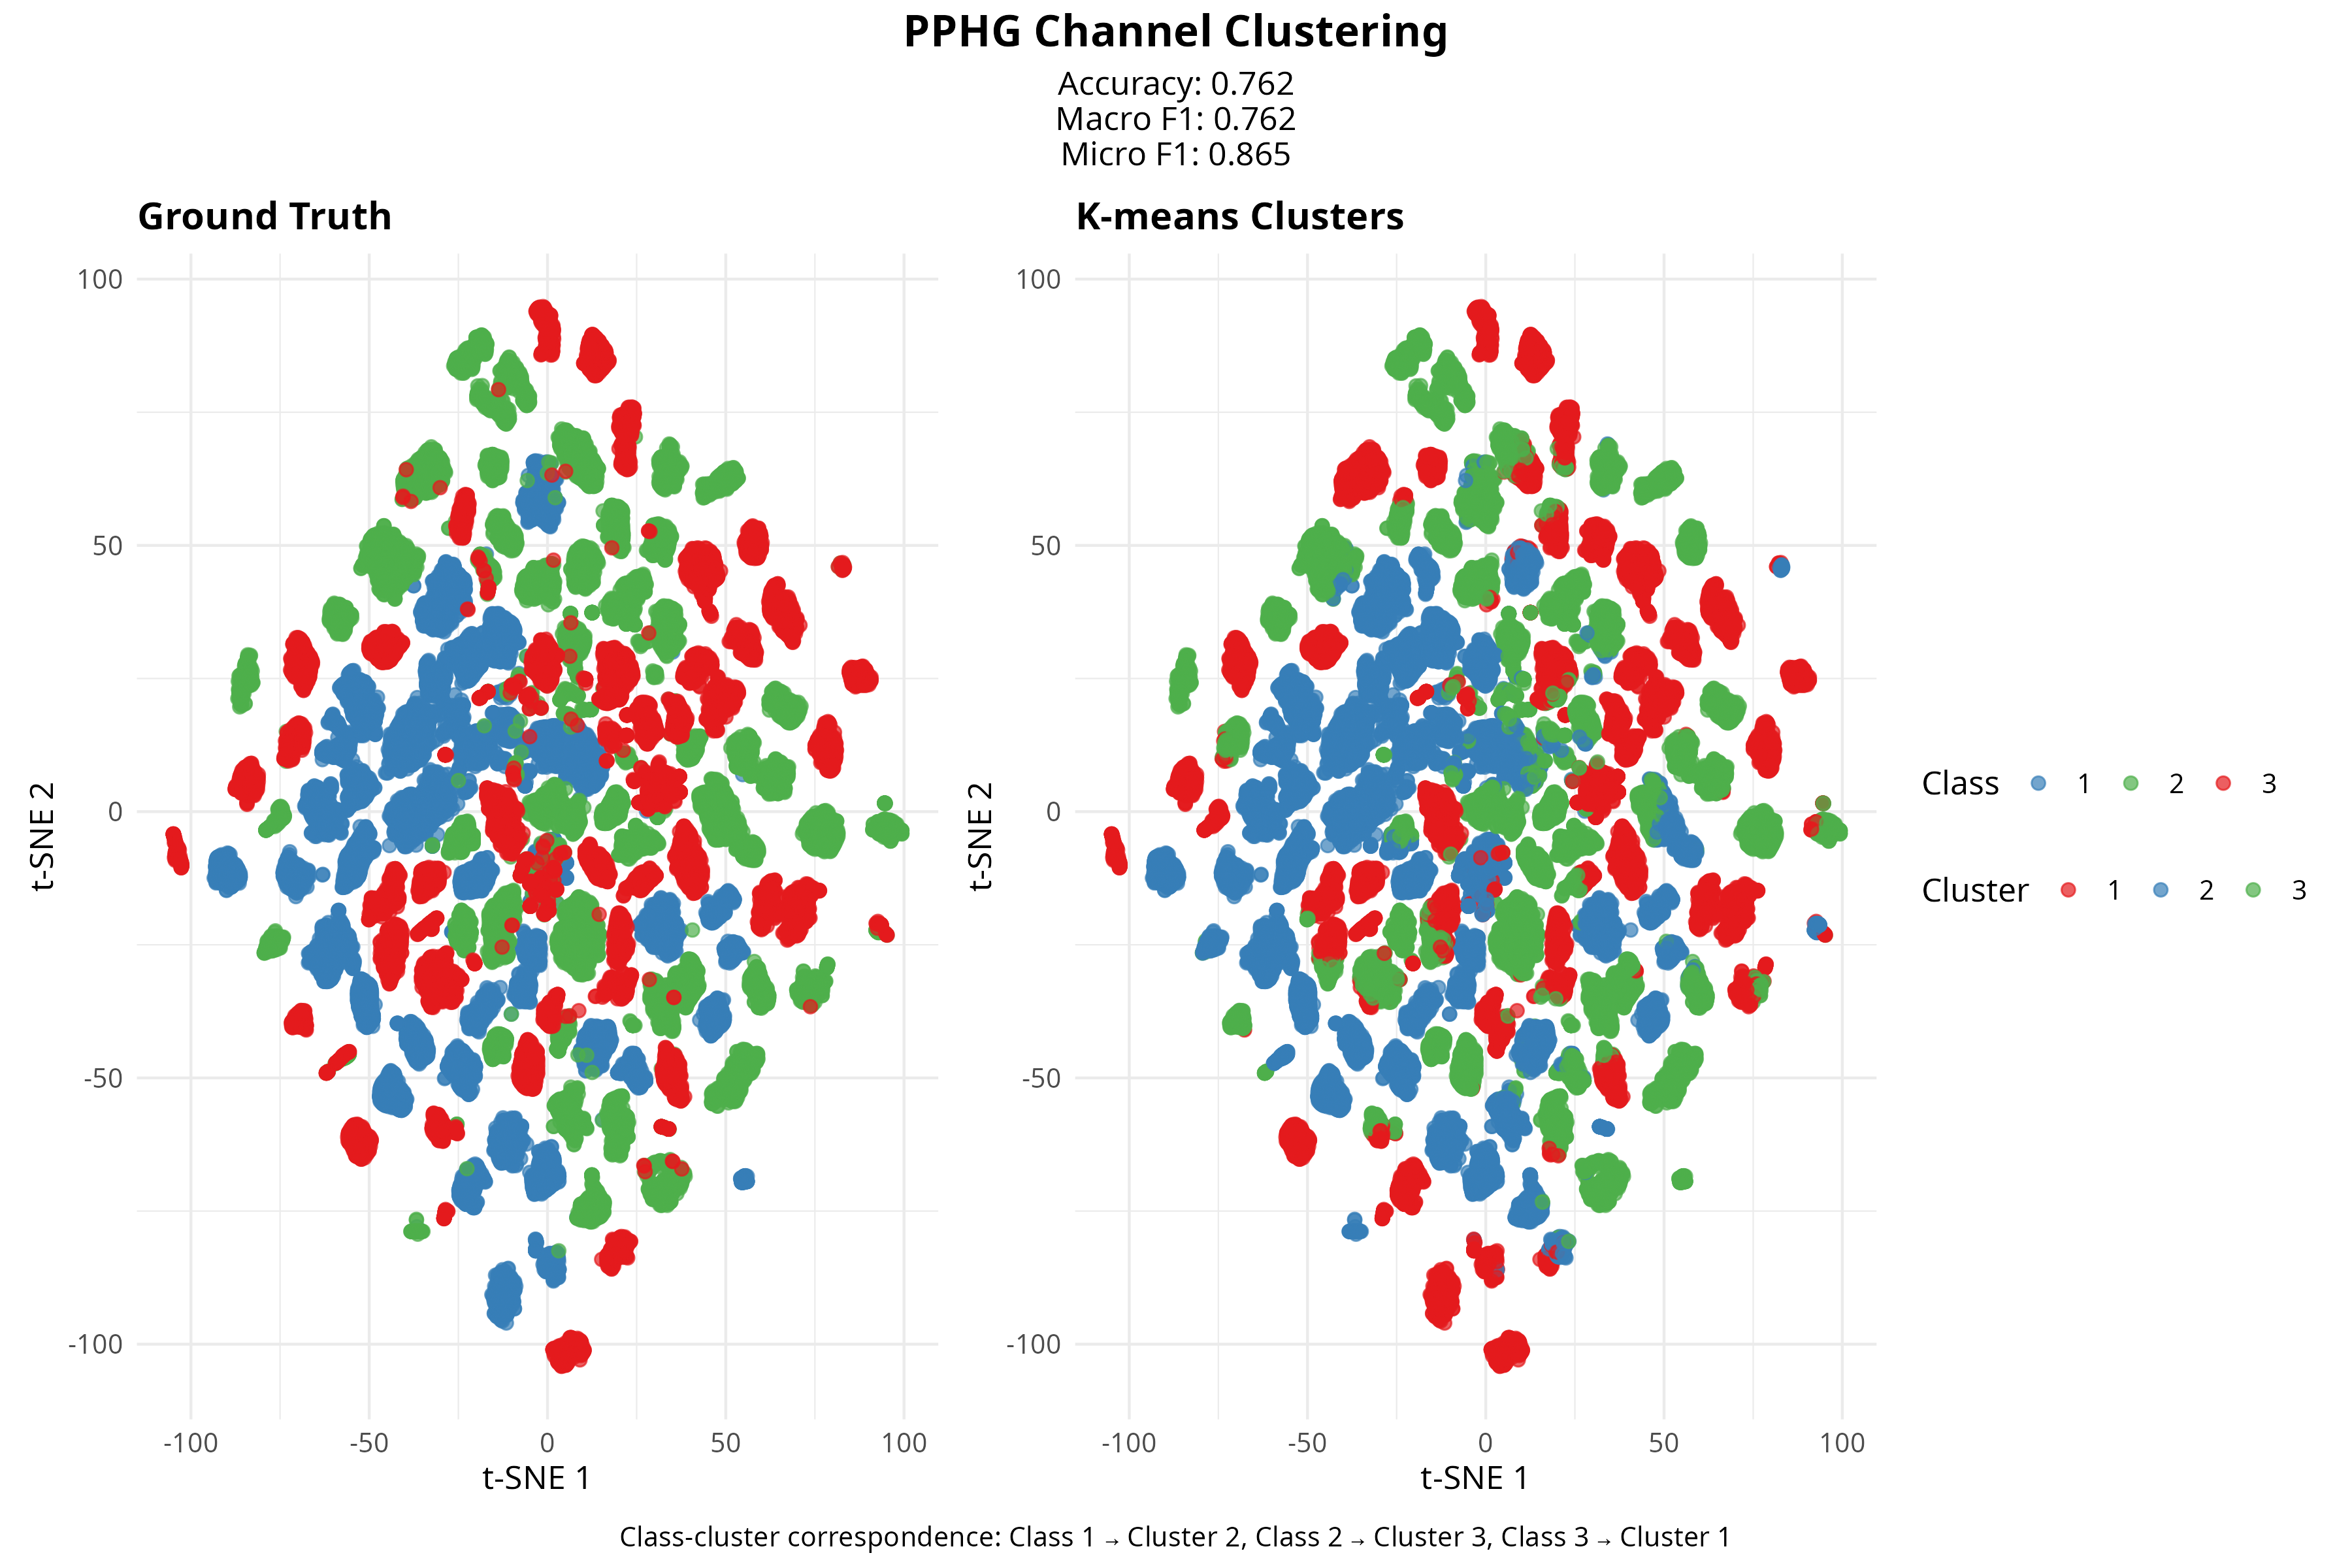 PPHG Channel Clustering
Accuracy: 0.762
Macro F1: 0.762
Micro F1: 0.865
Ground Truth
100
50
0
-50
-100
t-SNE 2
-100 -50 0 50 100
t-SNE 1
K-means Clusters
100
50
0
-50
-100
t-SNE 2
-100 -50 0 50 100
t-SNE 1
Class 1 2 3
Cluster 1 2 3
Class-cluster correspondence: Class 1 → Cluster 2, Class 2 → Cluster 3, Class 3 → Cluster 1